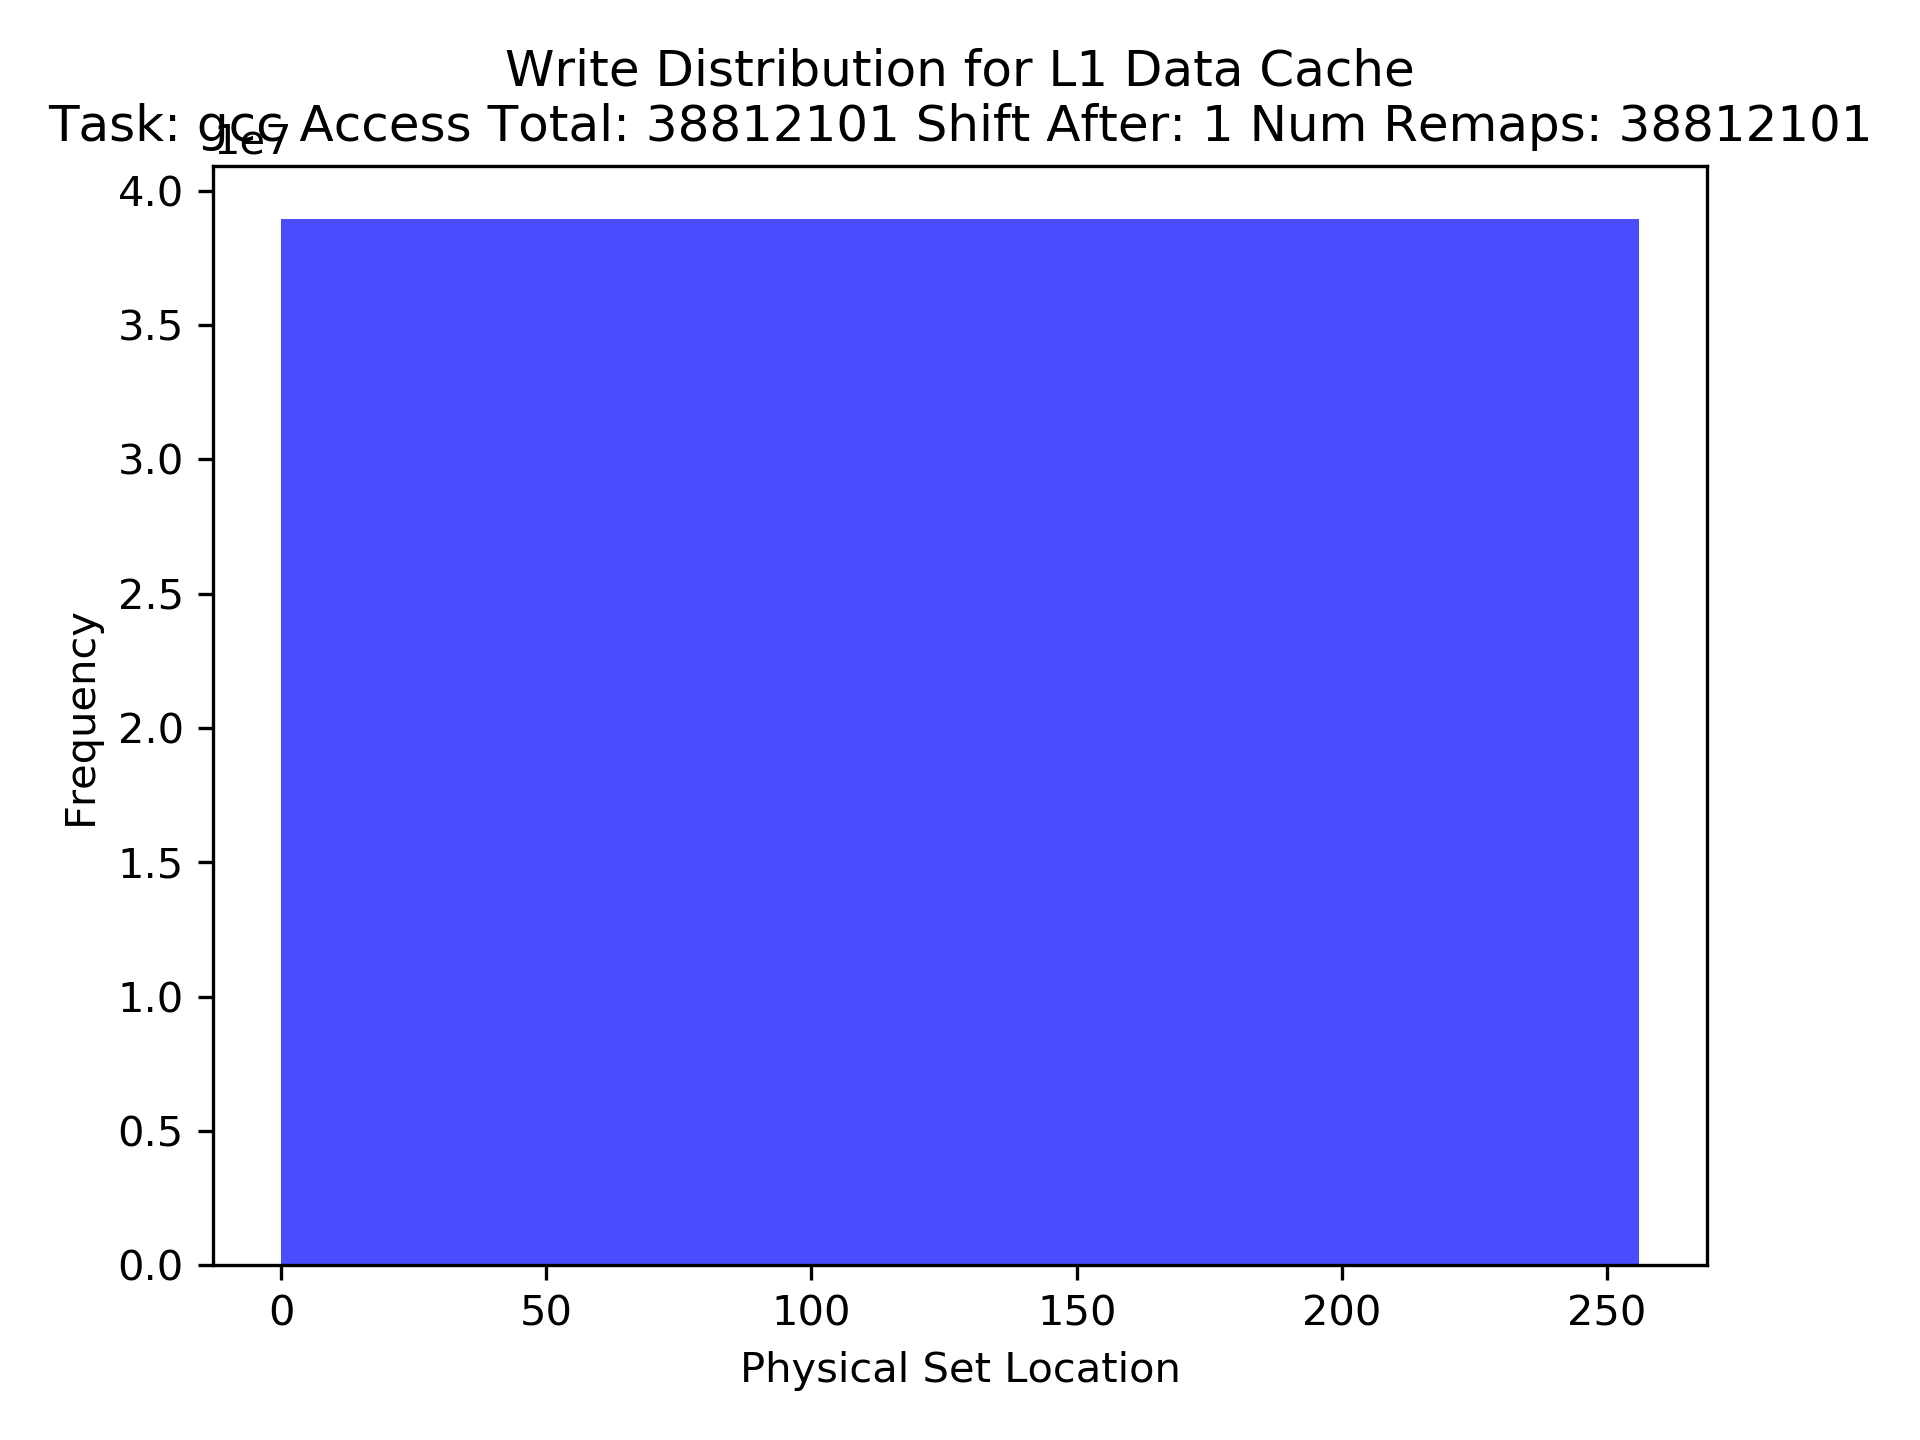 Write Distribution for L1 Data Cache
Task: gcc Access Total: 38812101 Shift After: 1 Num Remaps: 38812101
1e7
4.0
3.5
3.0
2.5
2.0
1.5
1.0
0.5
0.0
Frequency
0 50 100 150 200 250
Physical Set Location